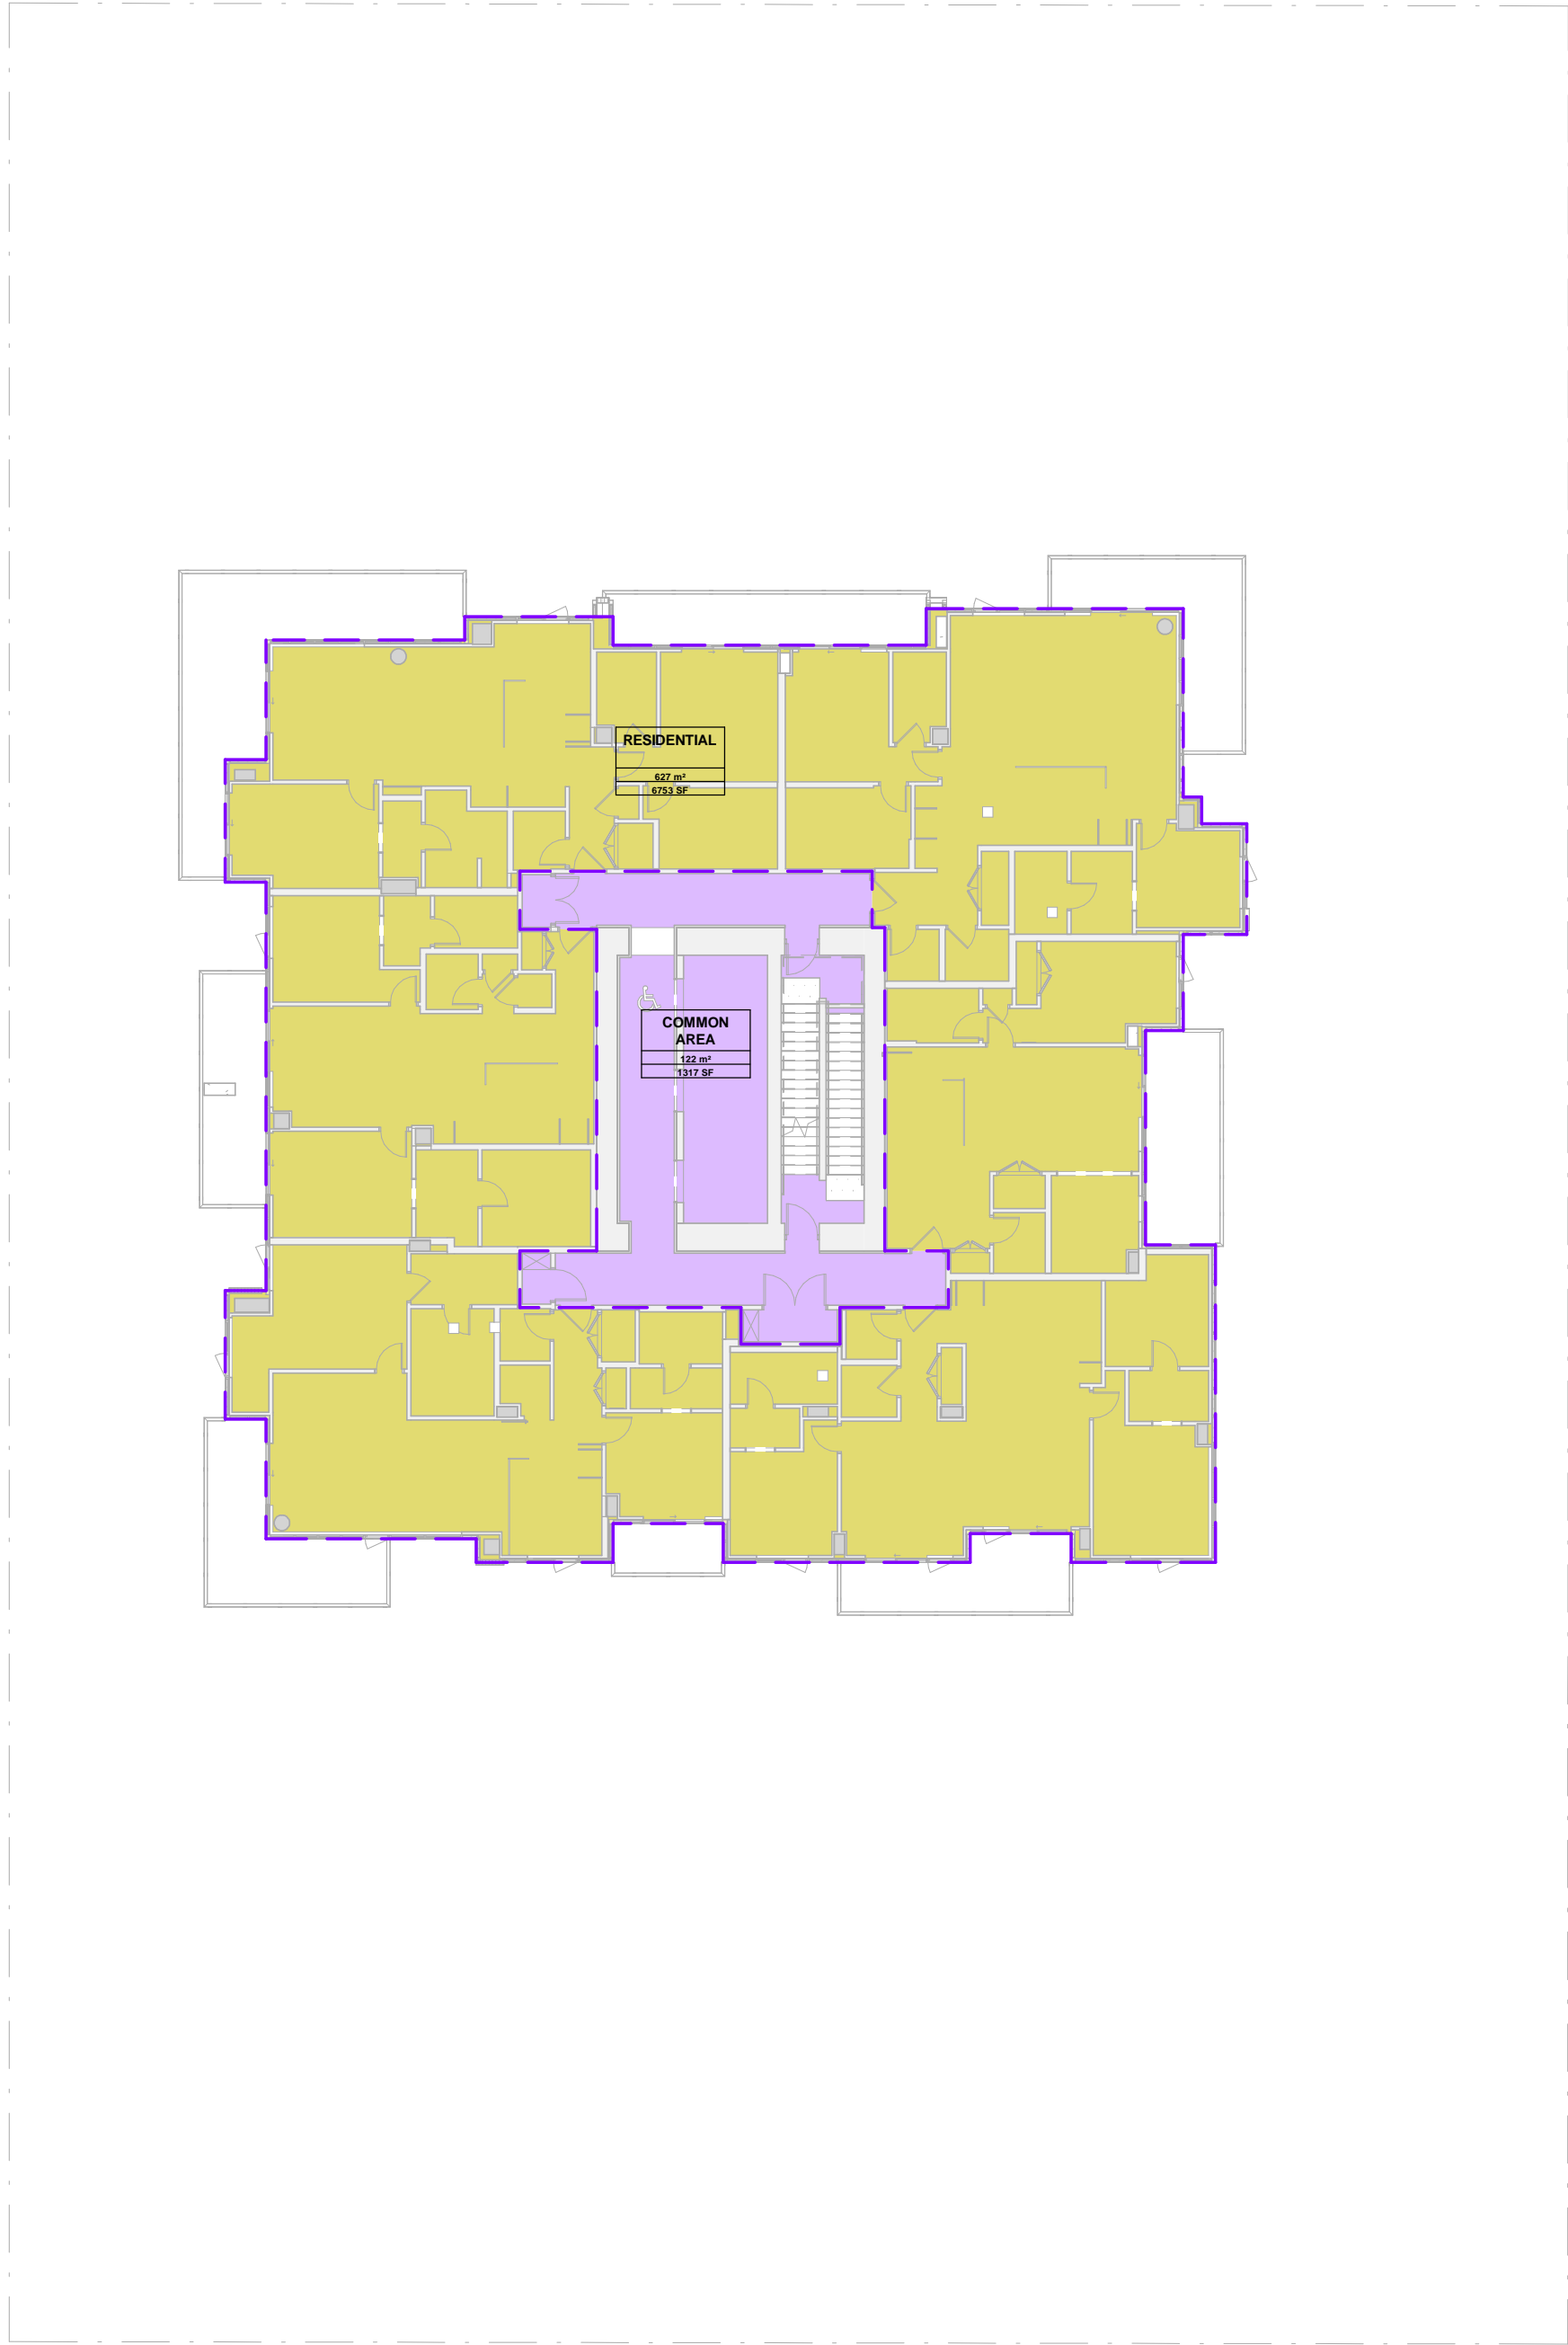 RESIDENTIAL
627 m²
6753 SF
COMMON
AREA
122 m²
1317 SF